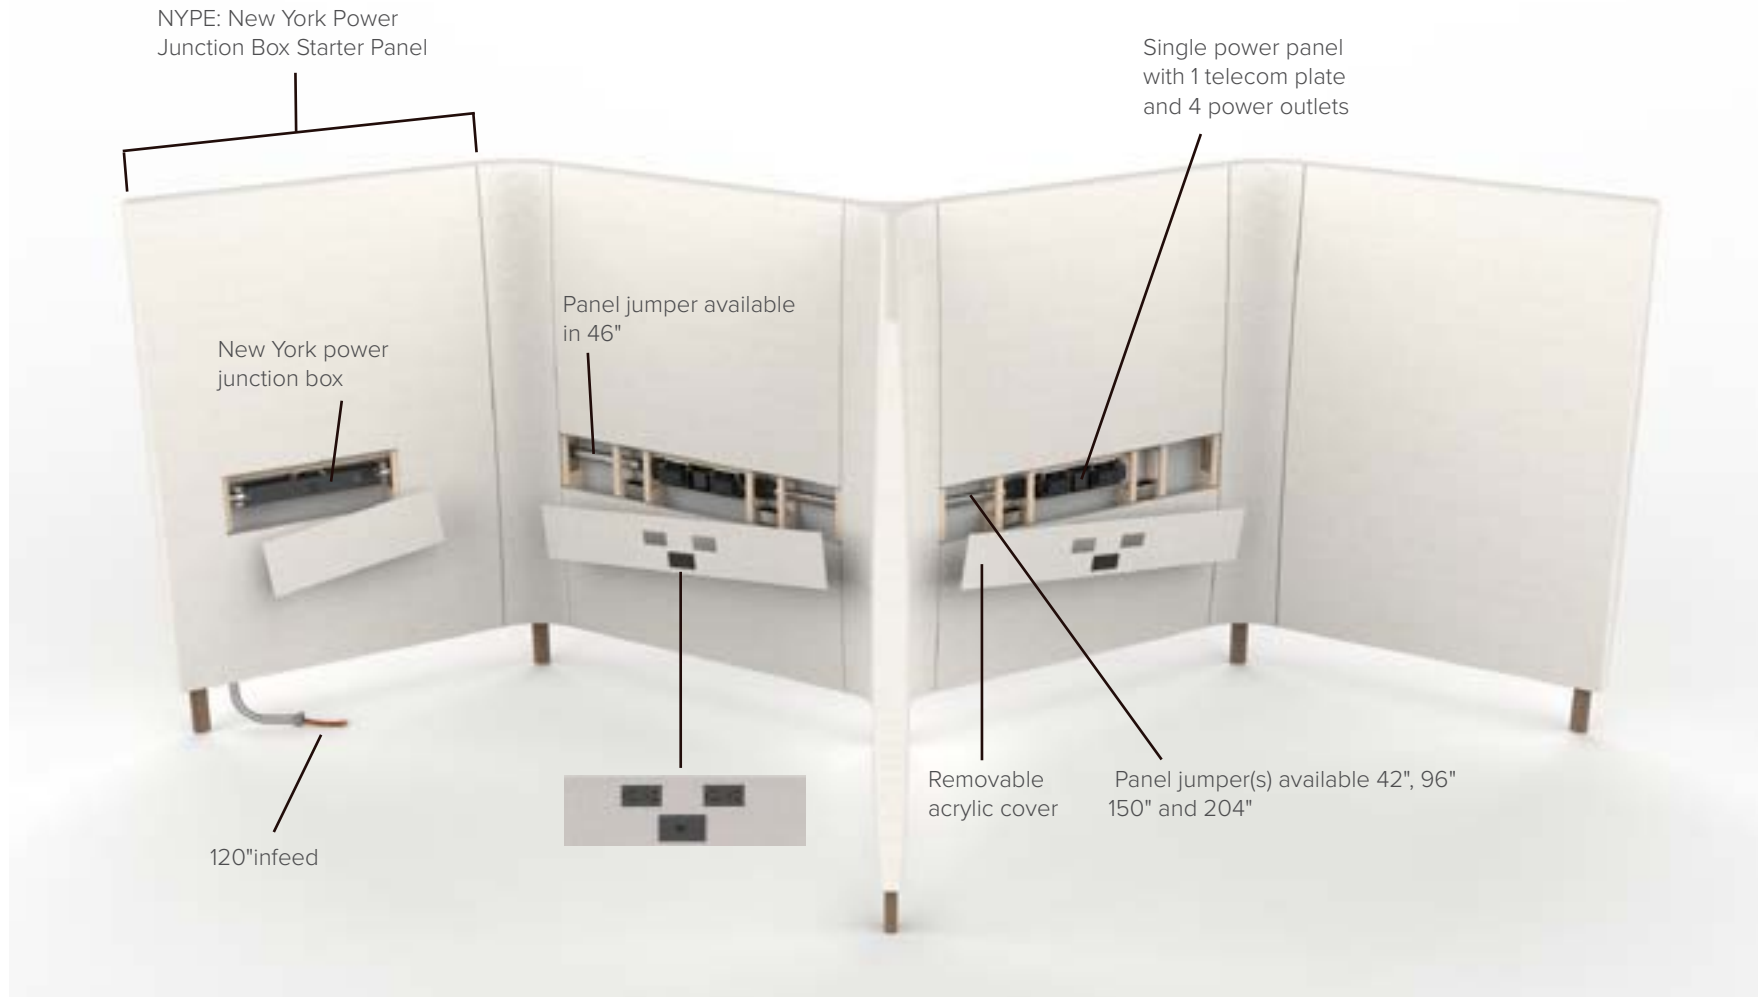 NYPE: New York Power
Junction Box Starter Panel
Single power panel
with 1 telecom plate
and 4 power outlets
Panel jumper available
in 46"
New York power
junction box
Removable
acrylic cover
Panel jumper(s) available 42", 96"
150" and 204"
120"infeed